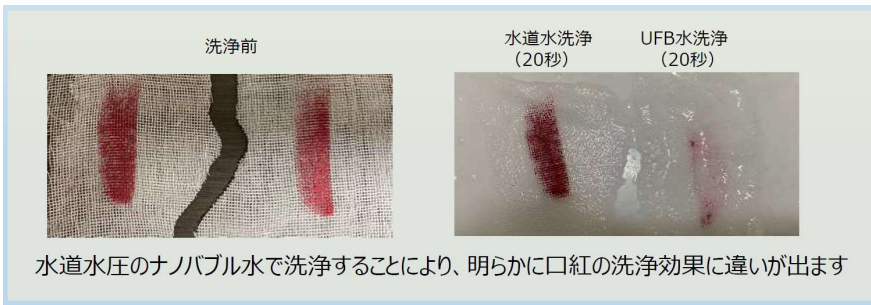 洗浄前
水道水洗浄
(20秒)
UFB水洗浄
(20秒)
水道水圧のナノバブル水で洗浄することにより、明らかに口紅の洗浄効果に違いが出ます